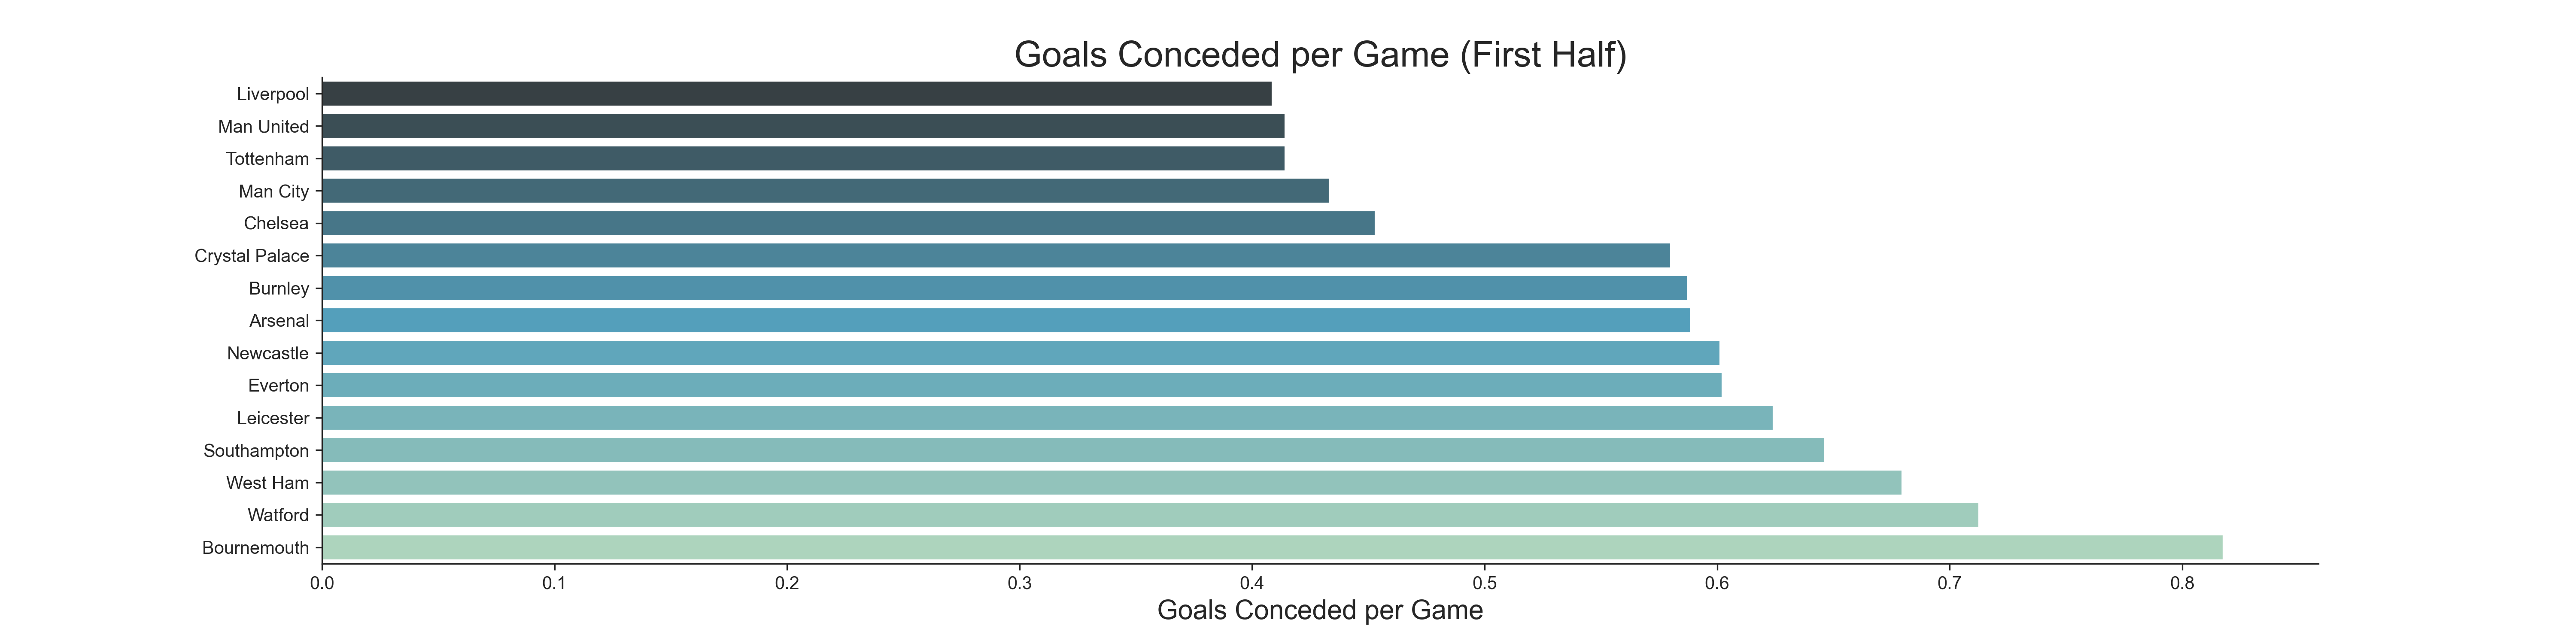 Goals Conceded per Game (First Half)
Liverpool
Man United
Tottenham
Man City
Chelsea
Crystal Palace
Burnley
Arsenal
Newcastle
Everton
Leicester
Southampton
West Ham
Watford
Bournemouth
0.0 0.1 0.2 0.3 0.4 0.5 0.6 0.7 0.8
Goals Conceded per Game